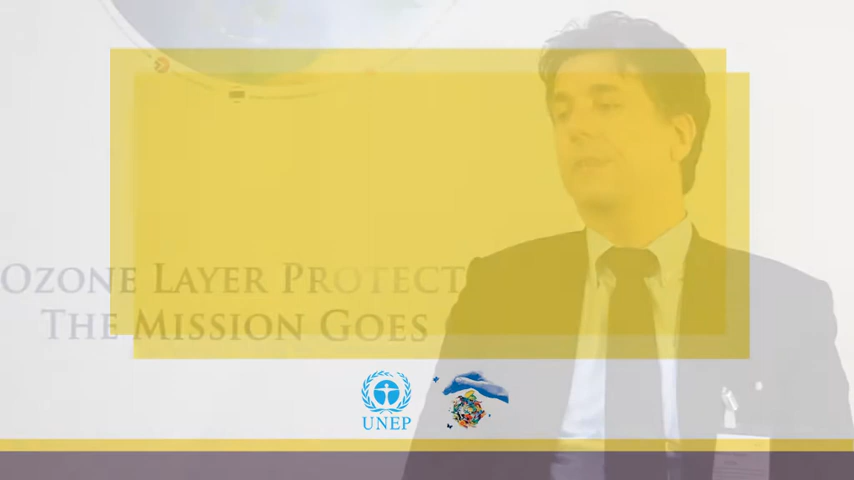 OZONE LAYER PROTECT
THE MISSION GOES
UNEP